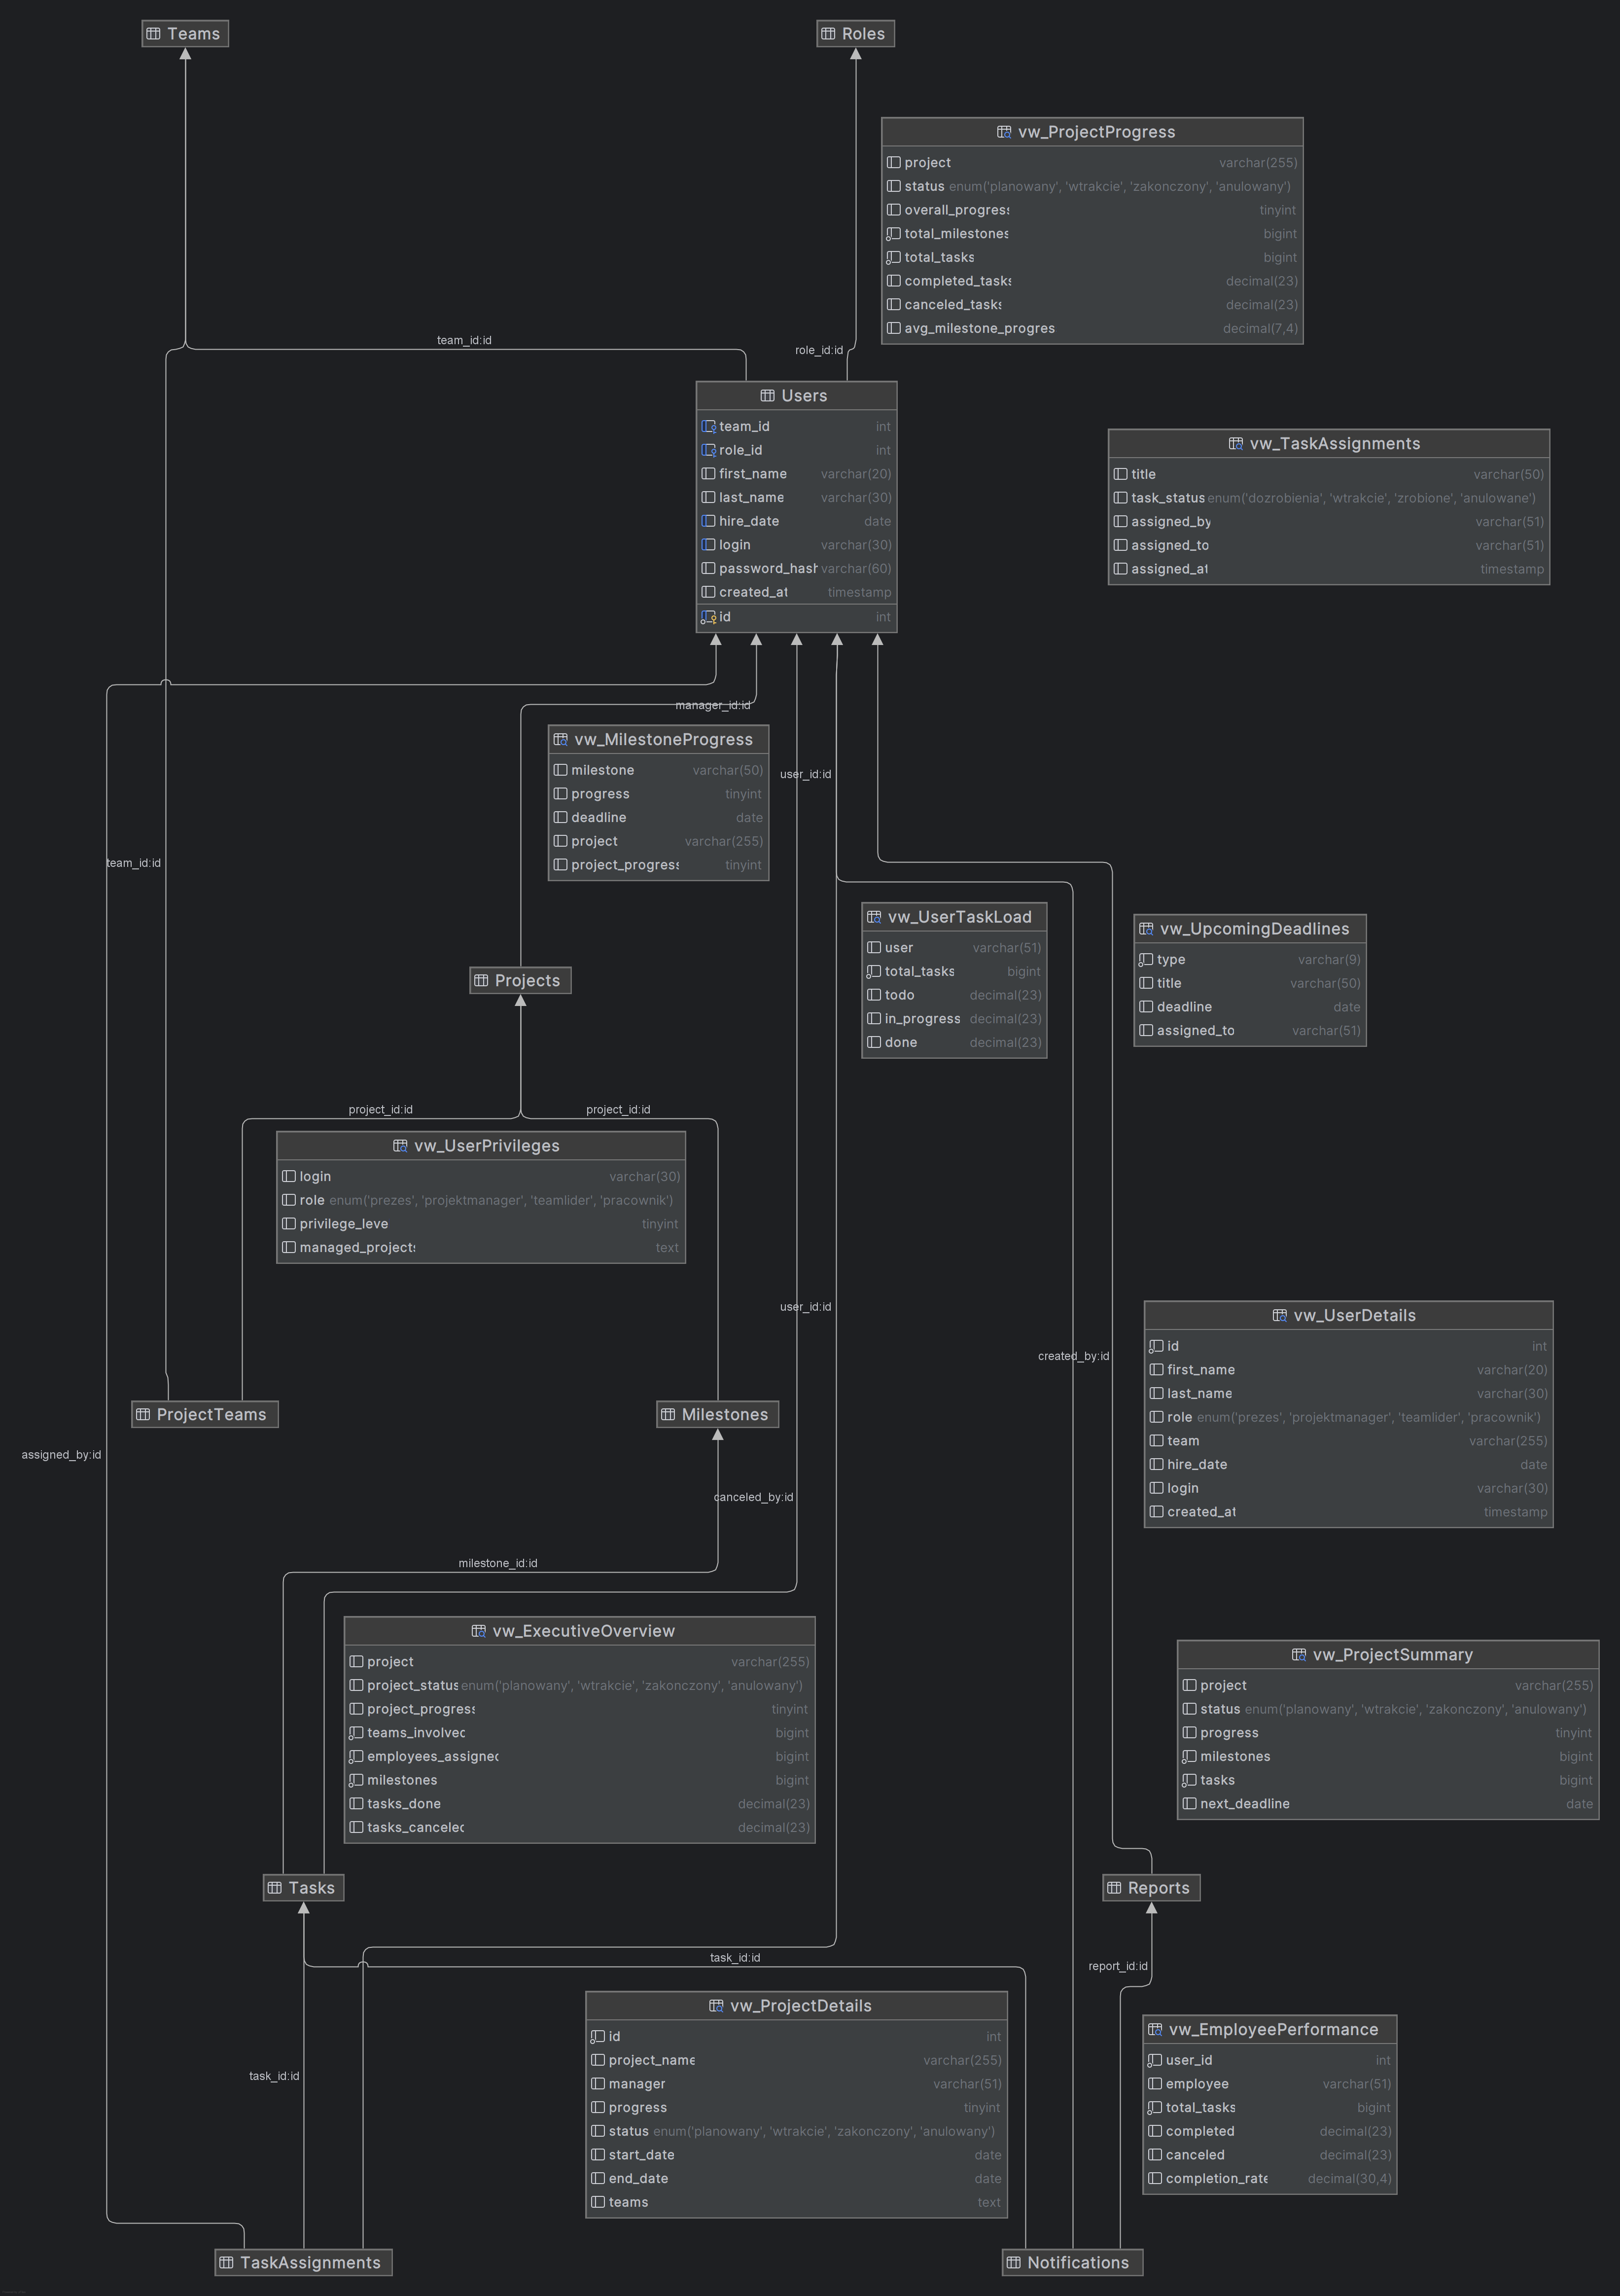 Teams
Roles
vw_ProjectProgress
project varchar(255)
status enum('planowany', 'wtrakcie', 'zakonczony', 'anulowany')
overall_progress tinyint
total_milestones bigint
total_tasks bigint
completed_tasks decimal(23)
canceled_tasks decimal(23)
avg_milestone_progres decimal(7,4)
team_id:id
role_id:id
Users
team_id int
role_id int
first_name varchar(20)
last_name varchar(30)
hire_date date
login varchar(30)
password_hash varchar(60)
created_at timestamp
id int
vw_TaskAssignments
title varchar(50)
task_status enum('dozrobienia', 'wtrakcie', 'zrobione', 'anulowane')
assigned_by varchar(51)
assigned_to varchar(51)
assigned_at timestamp
manager_id:id
vw_MilestoneProgress
milestone varchar(50)
progress tinyint
deadline date
project varchar(255)
project_progress tinyint
user_id:id
team_id:id
vw_UserTaskLoad
user varchar(51)
total_tasks bigint
todo decimal(23)
in_progress decimal(23)
done decimal(23)
vw_UpcomingDeadlines
type varchar(9)
title varchar(50)
deadline date
assigned_to varchar(51)
Projects
project_id:id
project_id:id
vw_UserPrivileges
login varchar(30)
role enum('prezes', 'projektmanager', 'teamlider', 'pracownik')
privilege_leve tinyint
managed_projects text
user_id:id
created_by:id
vw_UserDetails
id int
first_name varchar(20)
last_name varchar(30)
role enum('prezes', 'projektmanager', 'teamlider', 'pracownik')
team varchar(255)
hire_date date
login varchar(30)
created_at timestamp
ProjectTeams
Milestones
assigned_by:id
canceled_by:id
milestone_id:id
vw_ExecutiveOverview
project varchar(255)
project_status enum('planowany', 'wtrakcie', 'zakonczony', 'anulowany')
project_progress tinyint
teams_involved bigint
employees_assigned bigint
milestones bigint
tasks_done decimal(23)
tasks_canceled decimal(23)
vw_ProjectSummary
project varchar(255)
status enum('planowany', 'wtrakcie', 'zakonczony', 'anulowany')
progress tinyint
milestones bigint
tasks bigint
next_deadline date
Tasks
Reports
task_id:id
report_id:id
vw_ProjectDetails
id int
project_name varchar(255)
manager varchar(51)
progress tinyint
status enum('planowany', 'wtrakcie', 'zakonczony', 'anulowany')
start_date date
end_date date
teams text
vw_EmployeePerformance
user_id int
employee varchar(51)
total_tasks bigint
completed decimal(23)
canceled decimal(23)
completion_rate decimal(30,4)
task_id:id
TaskAssignments
Notifications